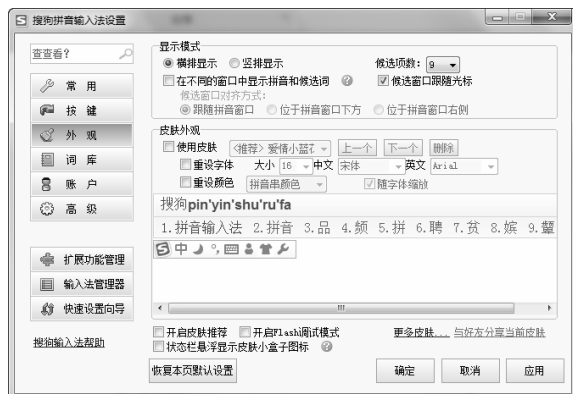 搜狗拼音输入法设置
查查看?
常 用
按 键
外 观
词 库
账 户
高 级
扩展功能管理
输入法管理器
快速设置向导
搜狗输入法帮助
显示模式
横排显示 竖排显示 候选项数: 9
在不同的窗口中显示拼音和候选词 候选窗口跟随光标
候选窗口对齐方式:
跟随拼音窗口 位于拼音窗口下方 位于拼音窗口右侧
皮肤外观
使用皮肤 〈推荐〉爱情小蓝 上一个 下一个 删除
重设字体 大小 16 中文 宋体 英文 Arial
重设颜色 拼音串颜色 随字体缩放
搜狗pin'yin'shu'ru'fa
1.拼音输入法 2.拼音 3.品 4.频 5.拼 6.聘 7.贫 8.嫔 9.颦
中
开启皮肤推荐 开启Flash调试模式 更多皮肤... 与好友分享当前皮肤
状态栏悬浮显示皮肤小盒子图标
恢复本页默认设置 确定 取消 应用